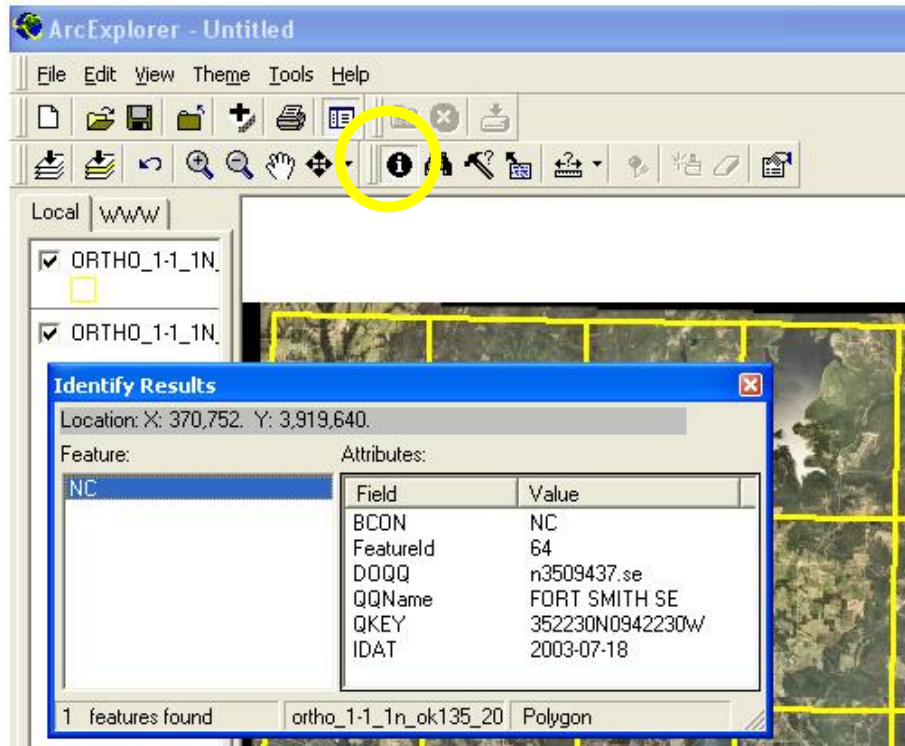 ArcExplorer - Untitled
File Edit View Theme Tools Help
Local WWW
ORTHO_1-1_1N_
ORTHO_1-1_1N_
Identify Results
Location: X: 370,752. Y: 3,919,640.
Feature: Attributes:
NC
Field Value
BCON NC
FeatureId 64
DOQQ n3509437.se
QQName FORT SMITH SE
QKEY 352230N0942230W
IDAT 2003-07-18
1 features found ortho_1-1_1n_ok135_20 Polygon